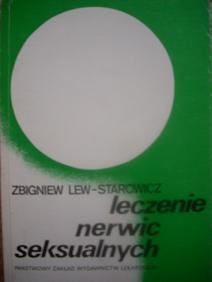 ZBIGNIEW LEW-STAROWICZ
leczenie
nerwic
seksualnych
PAŃSTWOWY ZAKŁAD WYDAWNICTW LEKARSKICH